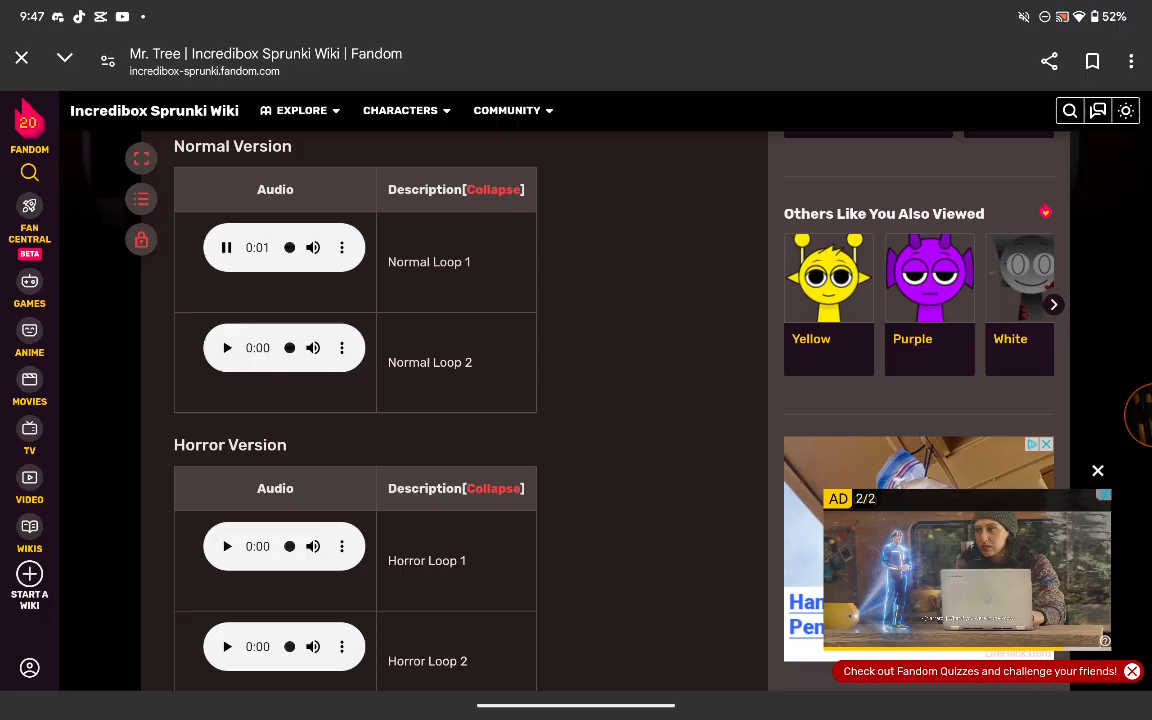 9:47
52%
Mr. Tree | Incredibox Sprunki Wiki | Fandom
incredibox-sprunki.fandom.com
20
FANDOM
Incredibox Sprunki Wiki
EXPLORE
CHARACTERS
COMMUNITY
FAN
CENTRAL
BETA
GAMES
ANIME
MOVIES
TV
VIDEO
WIKIS
START A
WIKI
Normal Version
Audio
Description[Collapse]
0:01
Normal Loop 1
0:00
Normal Loop 2
Horror Version
Audio
Description[Collapse]
0:00
Horror Loop 1
0:00
Horror Loop 2
Others Like You Also Viewed
Yellow
Purple
White
AD 2/2
Han
Pen
Check out Fandom Quizzes and challenge your friends!